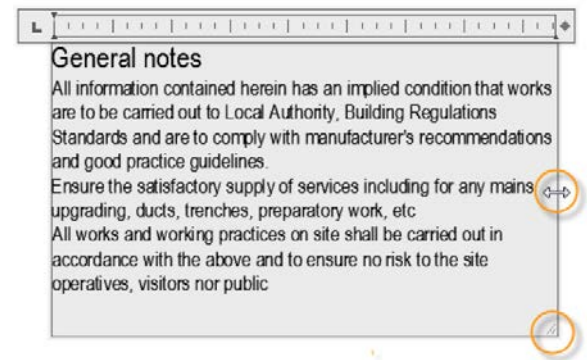 L
General notes
All information contained herein has an implied condition that works
are to be carried out to Local Authority, Building Regulations
Standards and are to comply with manufacturer's recommendations
and good practice guidelines.
Ensure the satisfactory supply of services including for any mains
upgrading, ducts, trenches, preparatory work, etc
All works and working practices on site shall be carried out in
accordance with the above and to ensure no risk to the site
operatives, visitors nor public